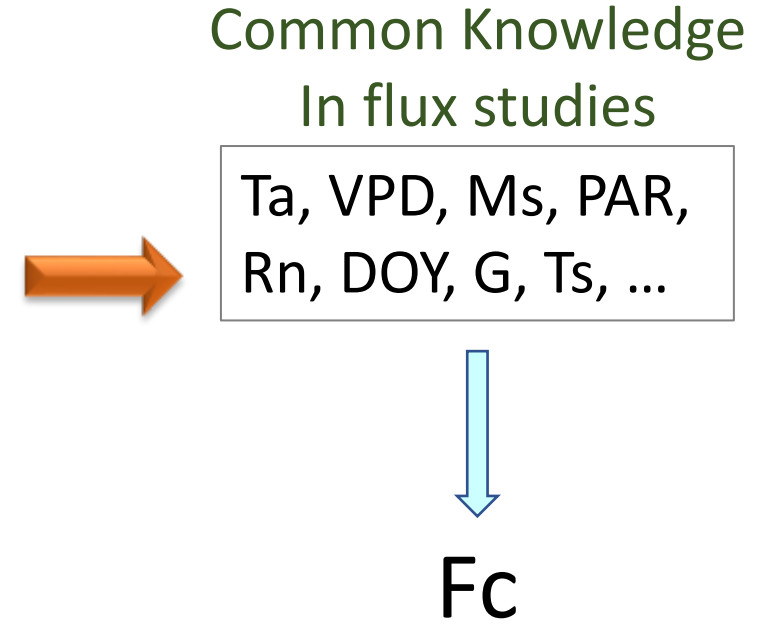 Common Knowledge
In flux studies
Ta, VPD, Ms, PAR,
Rn, DOY, G, Ts, …
Fc